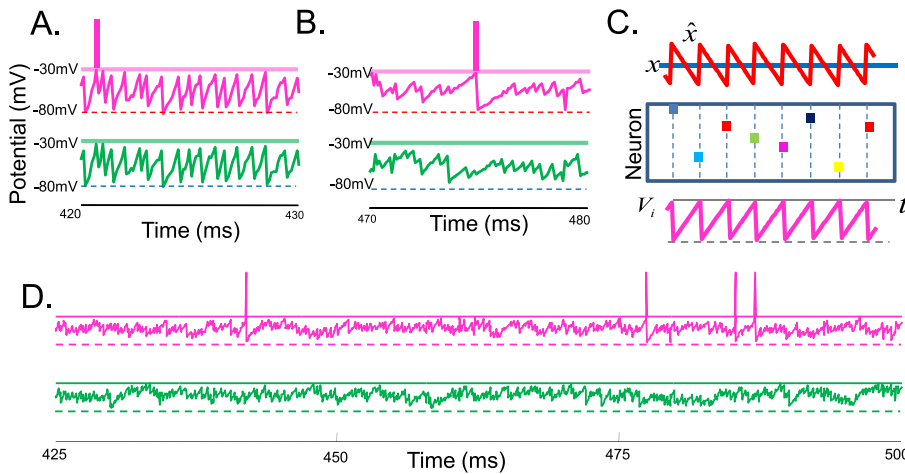 A.
B.
C.
Potential (mV)
-30mV
-80mV
-30mV
-80mV
420
430
Time (ms)
-30mV
-80mV
-30mV
-80mV
470
480
Time (ms)
x̂
x
Neuron
V_i
t
D.
425
450
475
500
Time (ms)